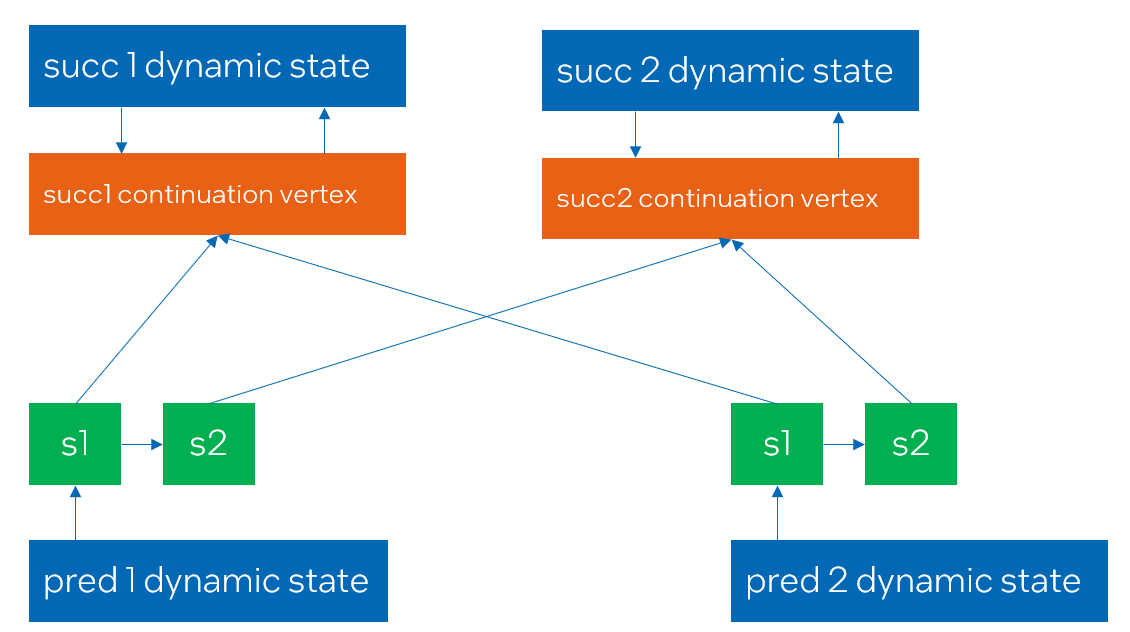 succ 1 dynamic state
succ 2 dynamic state
succ1 continuation vertex
succ2 continuation vertex
s1
s2
s1
s2
pred 1 dynamic state
pred 2 dynamic state